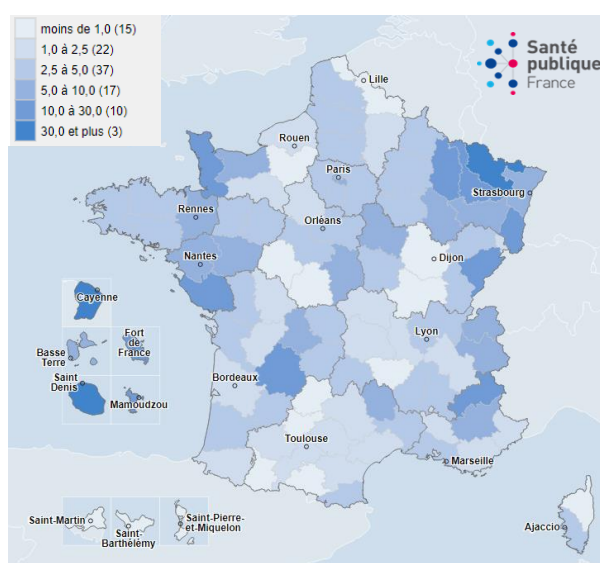 moins de 1,0 (15)
1,0 à 2,5 (22)
2,5 à 5,0 (37)
5,0 à 10,0 (17)
10,0 à 30,0 (10)
30,0 et plus (3)
Santé
publique
France
Lille
Rouen
Paris
Strasbourg
Rennes
Orléans
Nantes
Dijon
Cayenne
Basse
Terre
Fort
de
France
Saint
Denis
Mamoudzou
Lyon
Bordeaux
Toulouse
Marseille
Saint-Martin
Saint-
Barthélémy
Saint-Pierre
et-Miquelon
Ajaccio